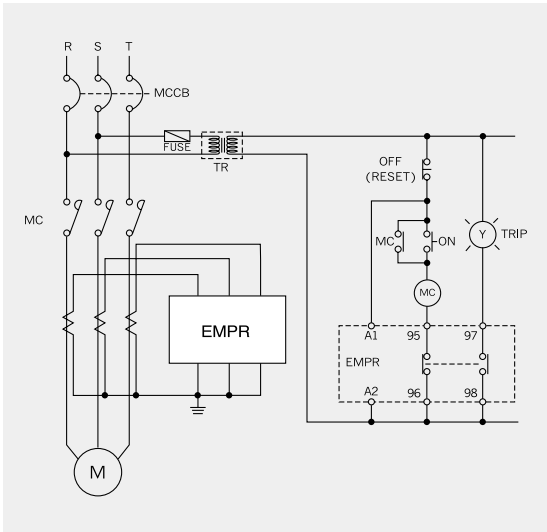 R S T
MCCB
FUSE
TR
OFF
(RESET)
MC
MC
ON
Y
TRIP
MC
EMPR
A1
95
97
EMPR
A2
96
98
M